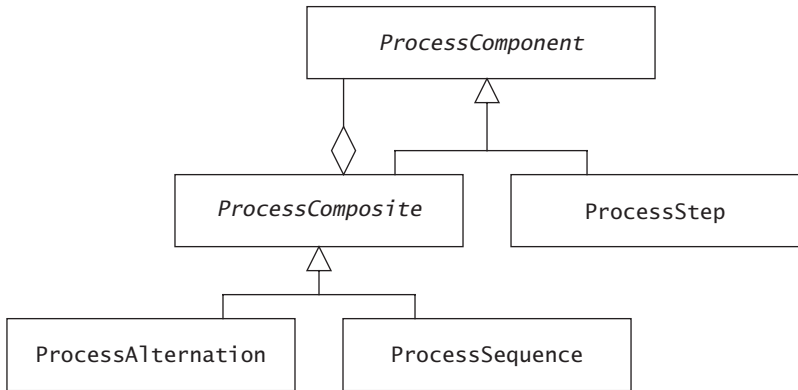 ProcessComponent
ProcessComposite
ProcessStep
ProcessAlternation
ProcessSequence